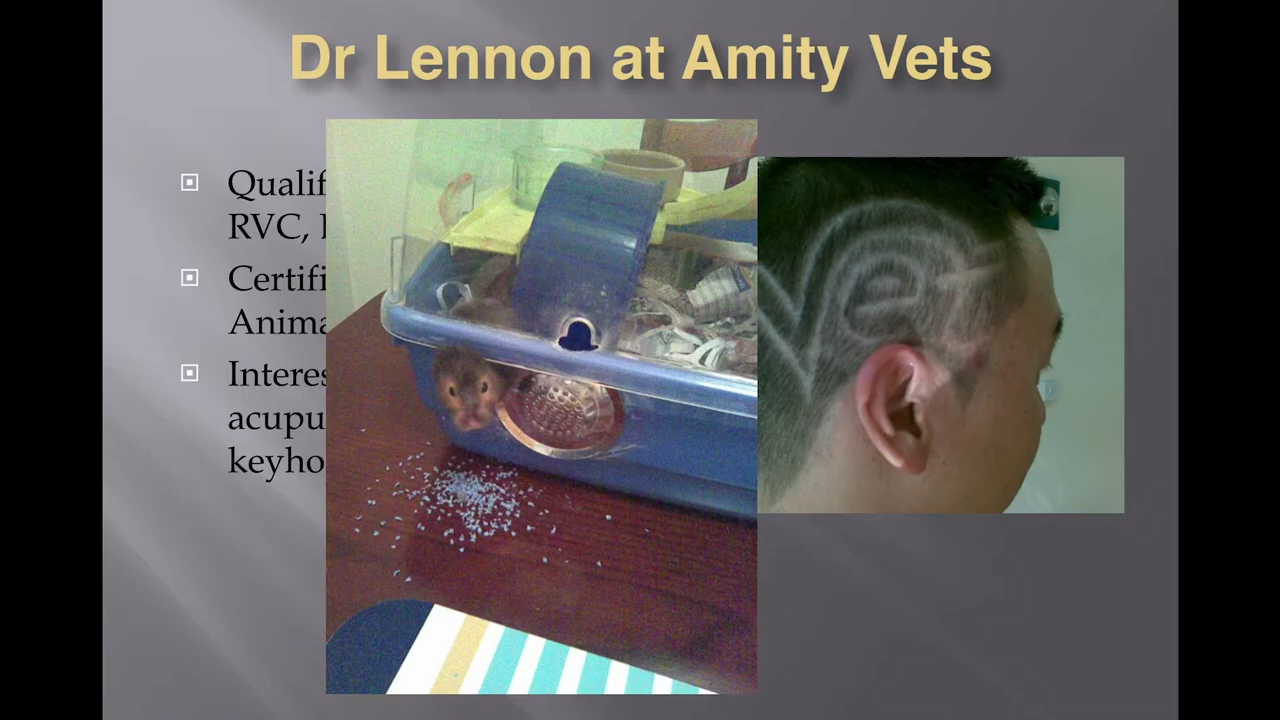 Dr Lennon at Amity Vets
Qualif
RVC,
Certifi
Anima
Interes
acupu
keyho
Vet